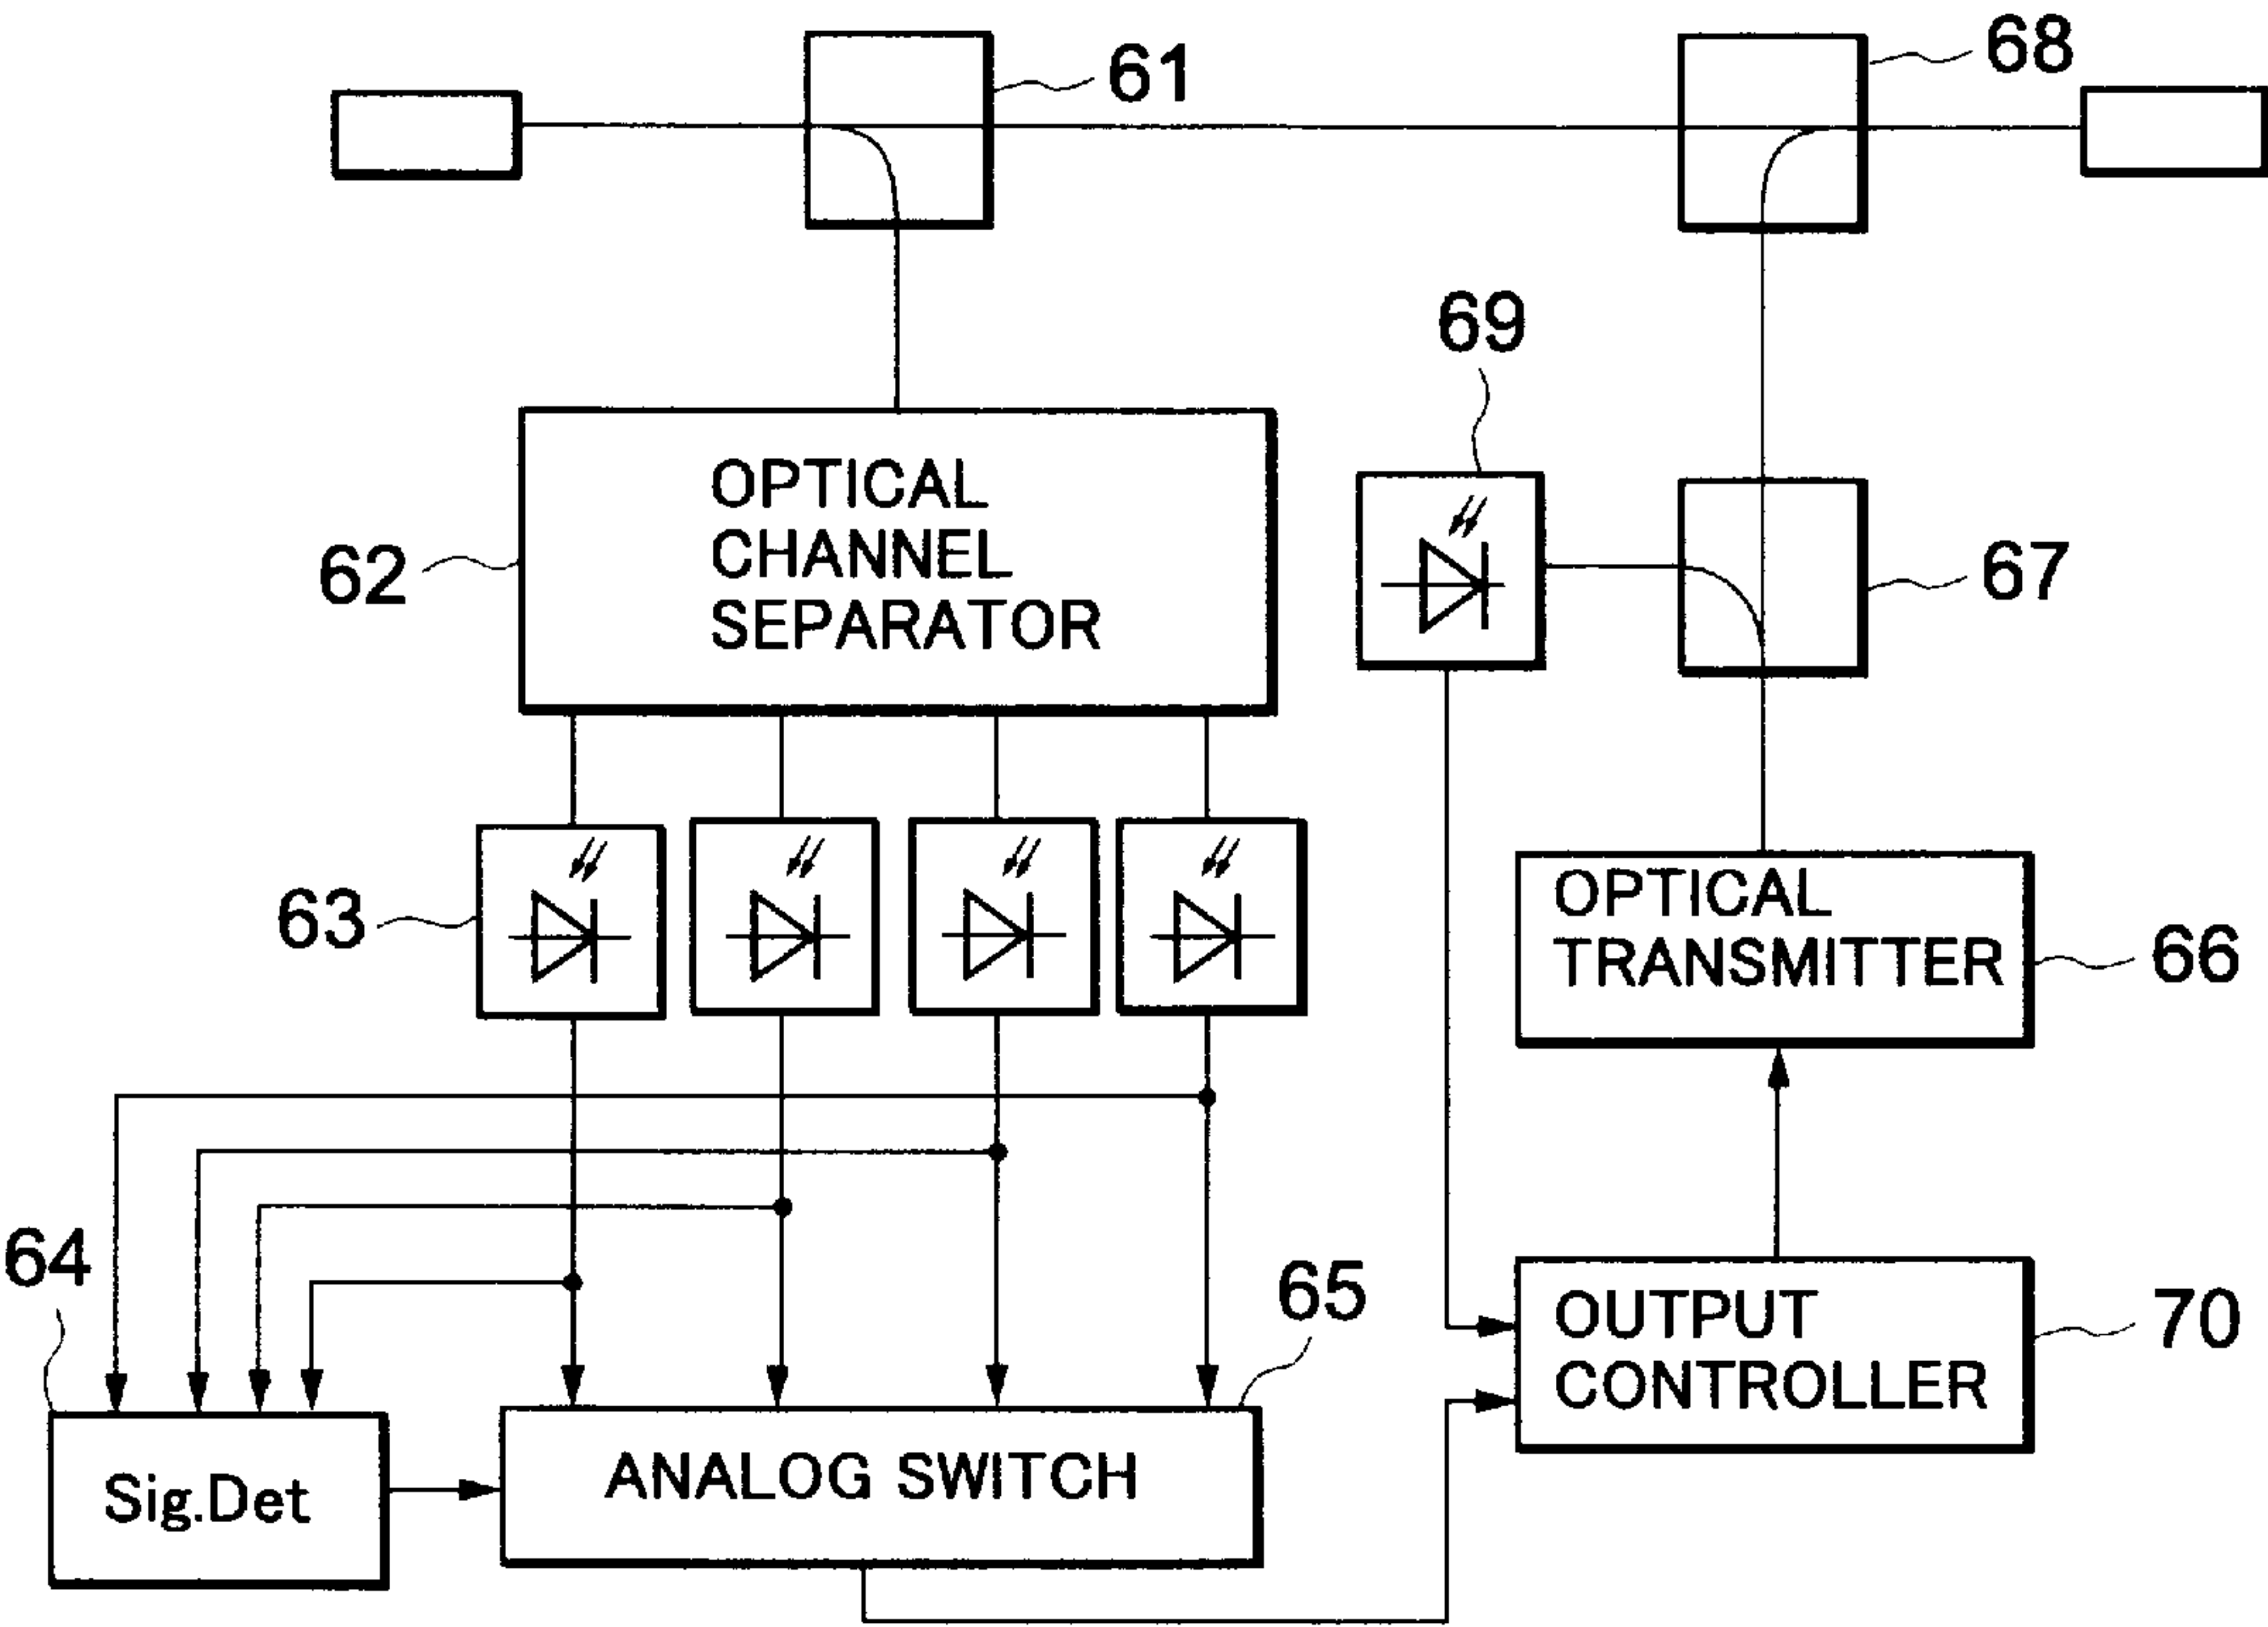 61
68
69
OPTICAL
CHANNEL
SEPARATOR
62
67
63
OPTICAL
TRANSMITTER
66
64
65
OUTPUT
CONTROLLER
70
Sig.Det
ANALOG SWITCH